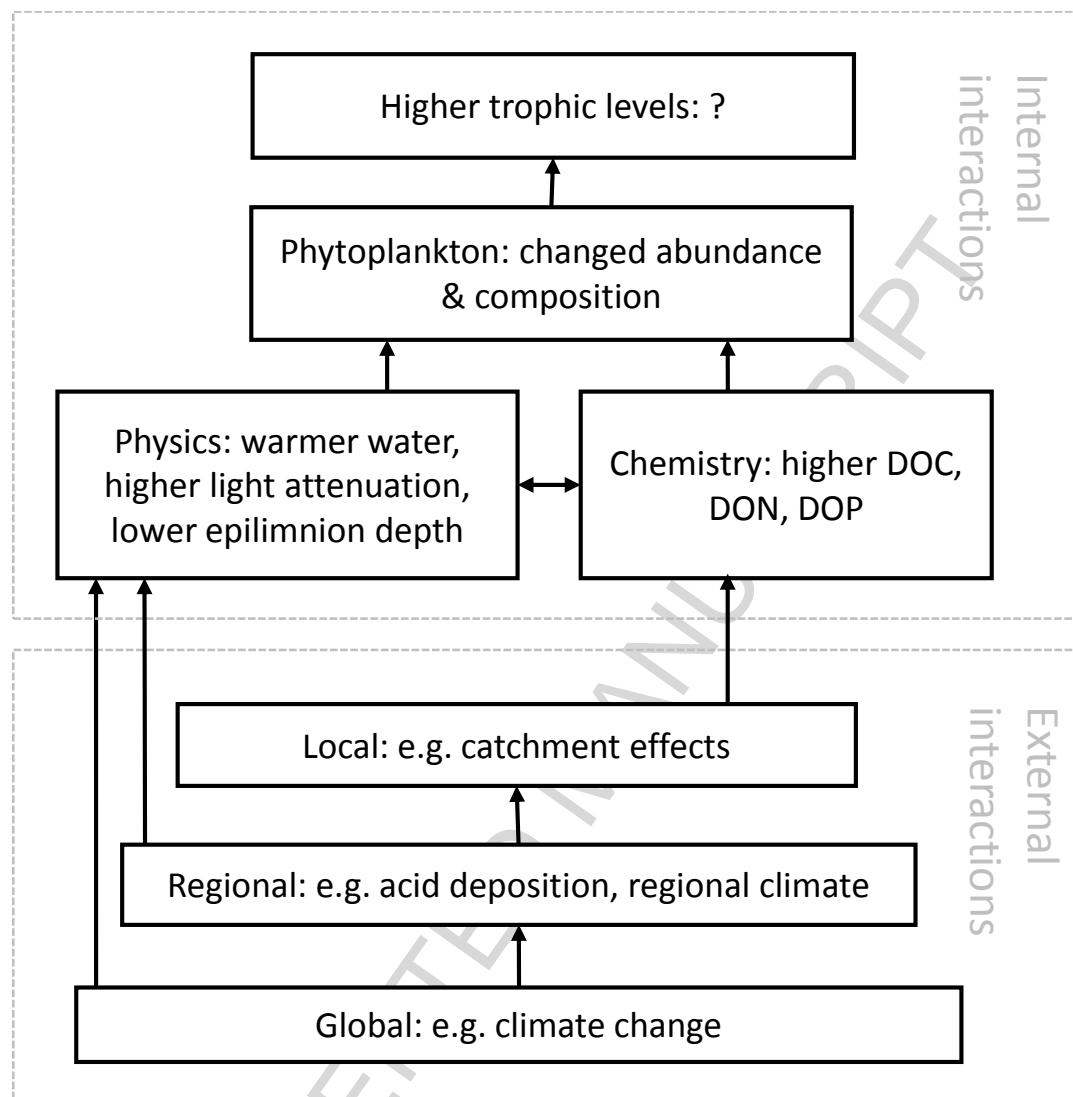 Higher trophic levels: ?
Internal
interactions
Phytoplankton: changed abundance
& composition
Physics: warmer water,
higher light attenuation,
lower epilimnion depth
Chemistry: higher DOC,
DON, DOP
Local: e.g. catchment effects
External
interactions
Regional: e.g. acid deposition, regional climate
Global: e.g. climate change